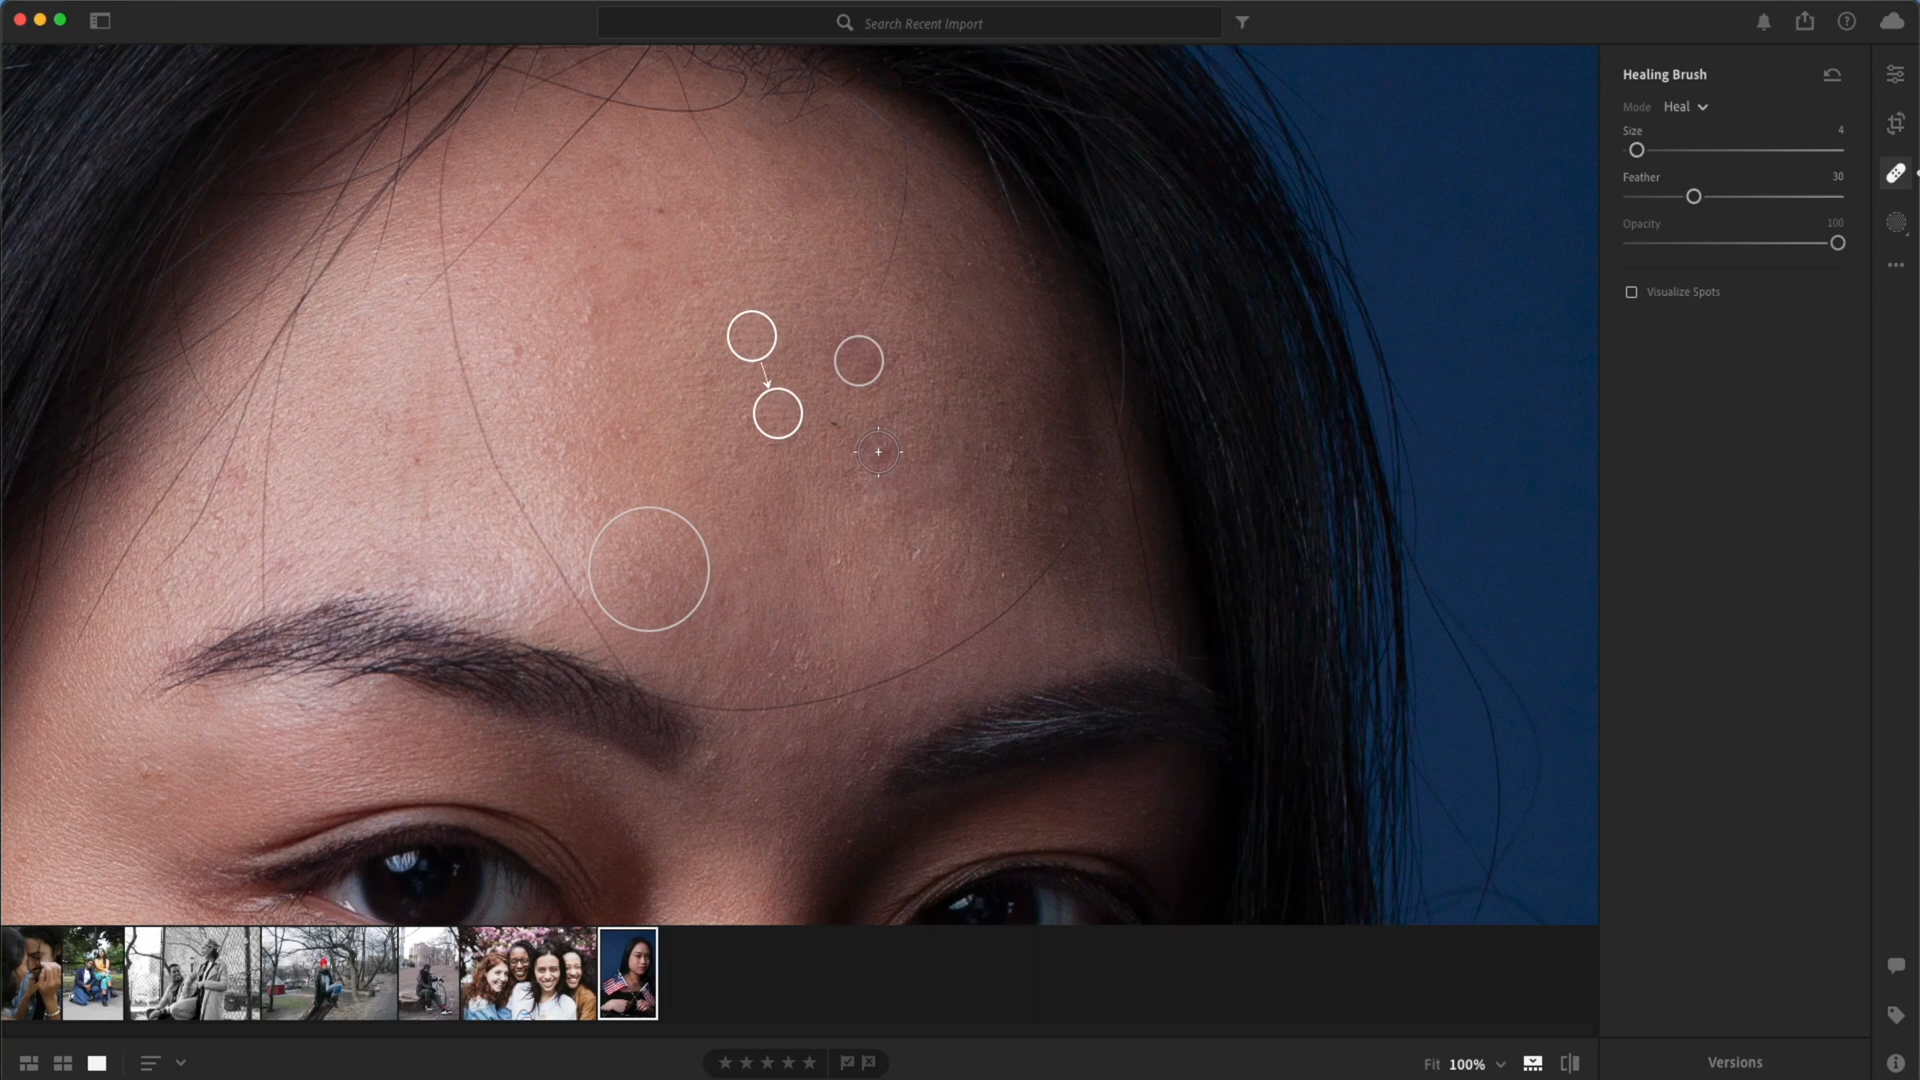 Search Recent Import
Healing Brush
Mode Heal
Size 4
Feather 30
Opacity 100
Visualize Spots
Fit 100%
Versions